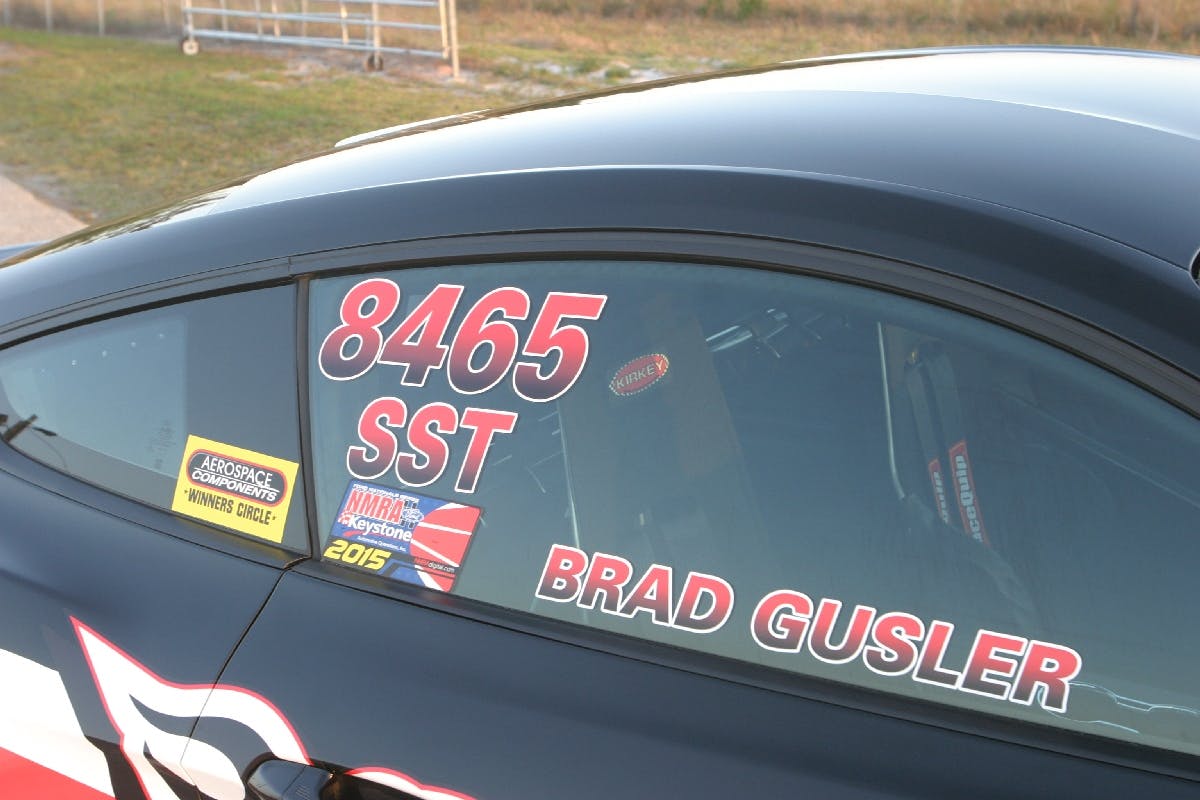 8465
SST
KIRKEY
AEROSPACE
COMPONENTS
WINNERS CIRCLE
NMRA
Keystone
2015
BRAD GUSLER